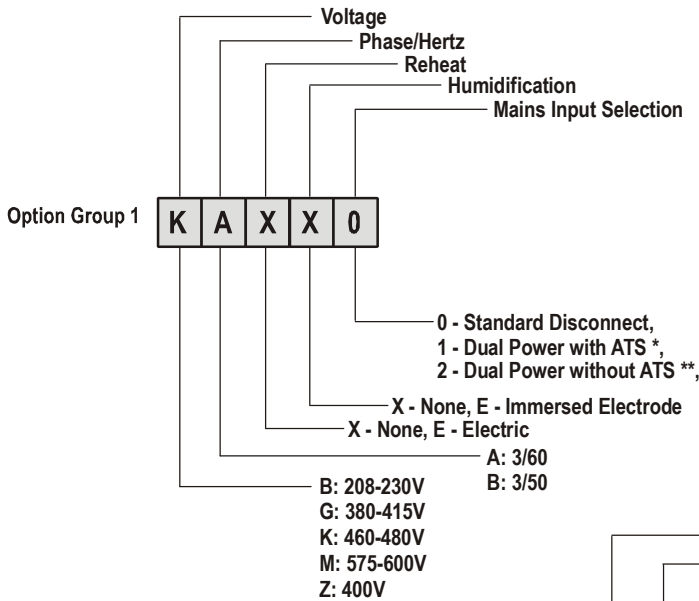 Voltage
Phase/Hertz
Reheat
Humidification
Mains Input Selection
Option Group 1 K A X X 0
0 - Standard Disconnect,
1 - Dual Power with ATS *,
2 - Dual Power without ATS **,
X - None, E - Immersed Electrode
X - None, E - Electric
A: 3/60
B: 3/50
B: 208-230V
G: 380-415V
K: 460-480V
M: 575-600V
Z: 400V